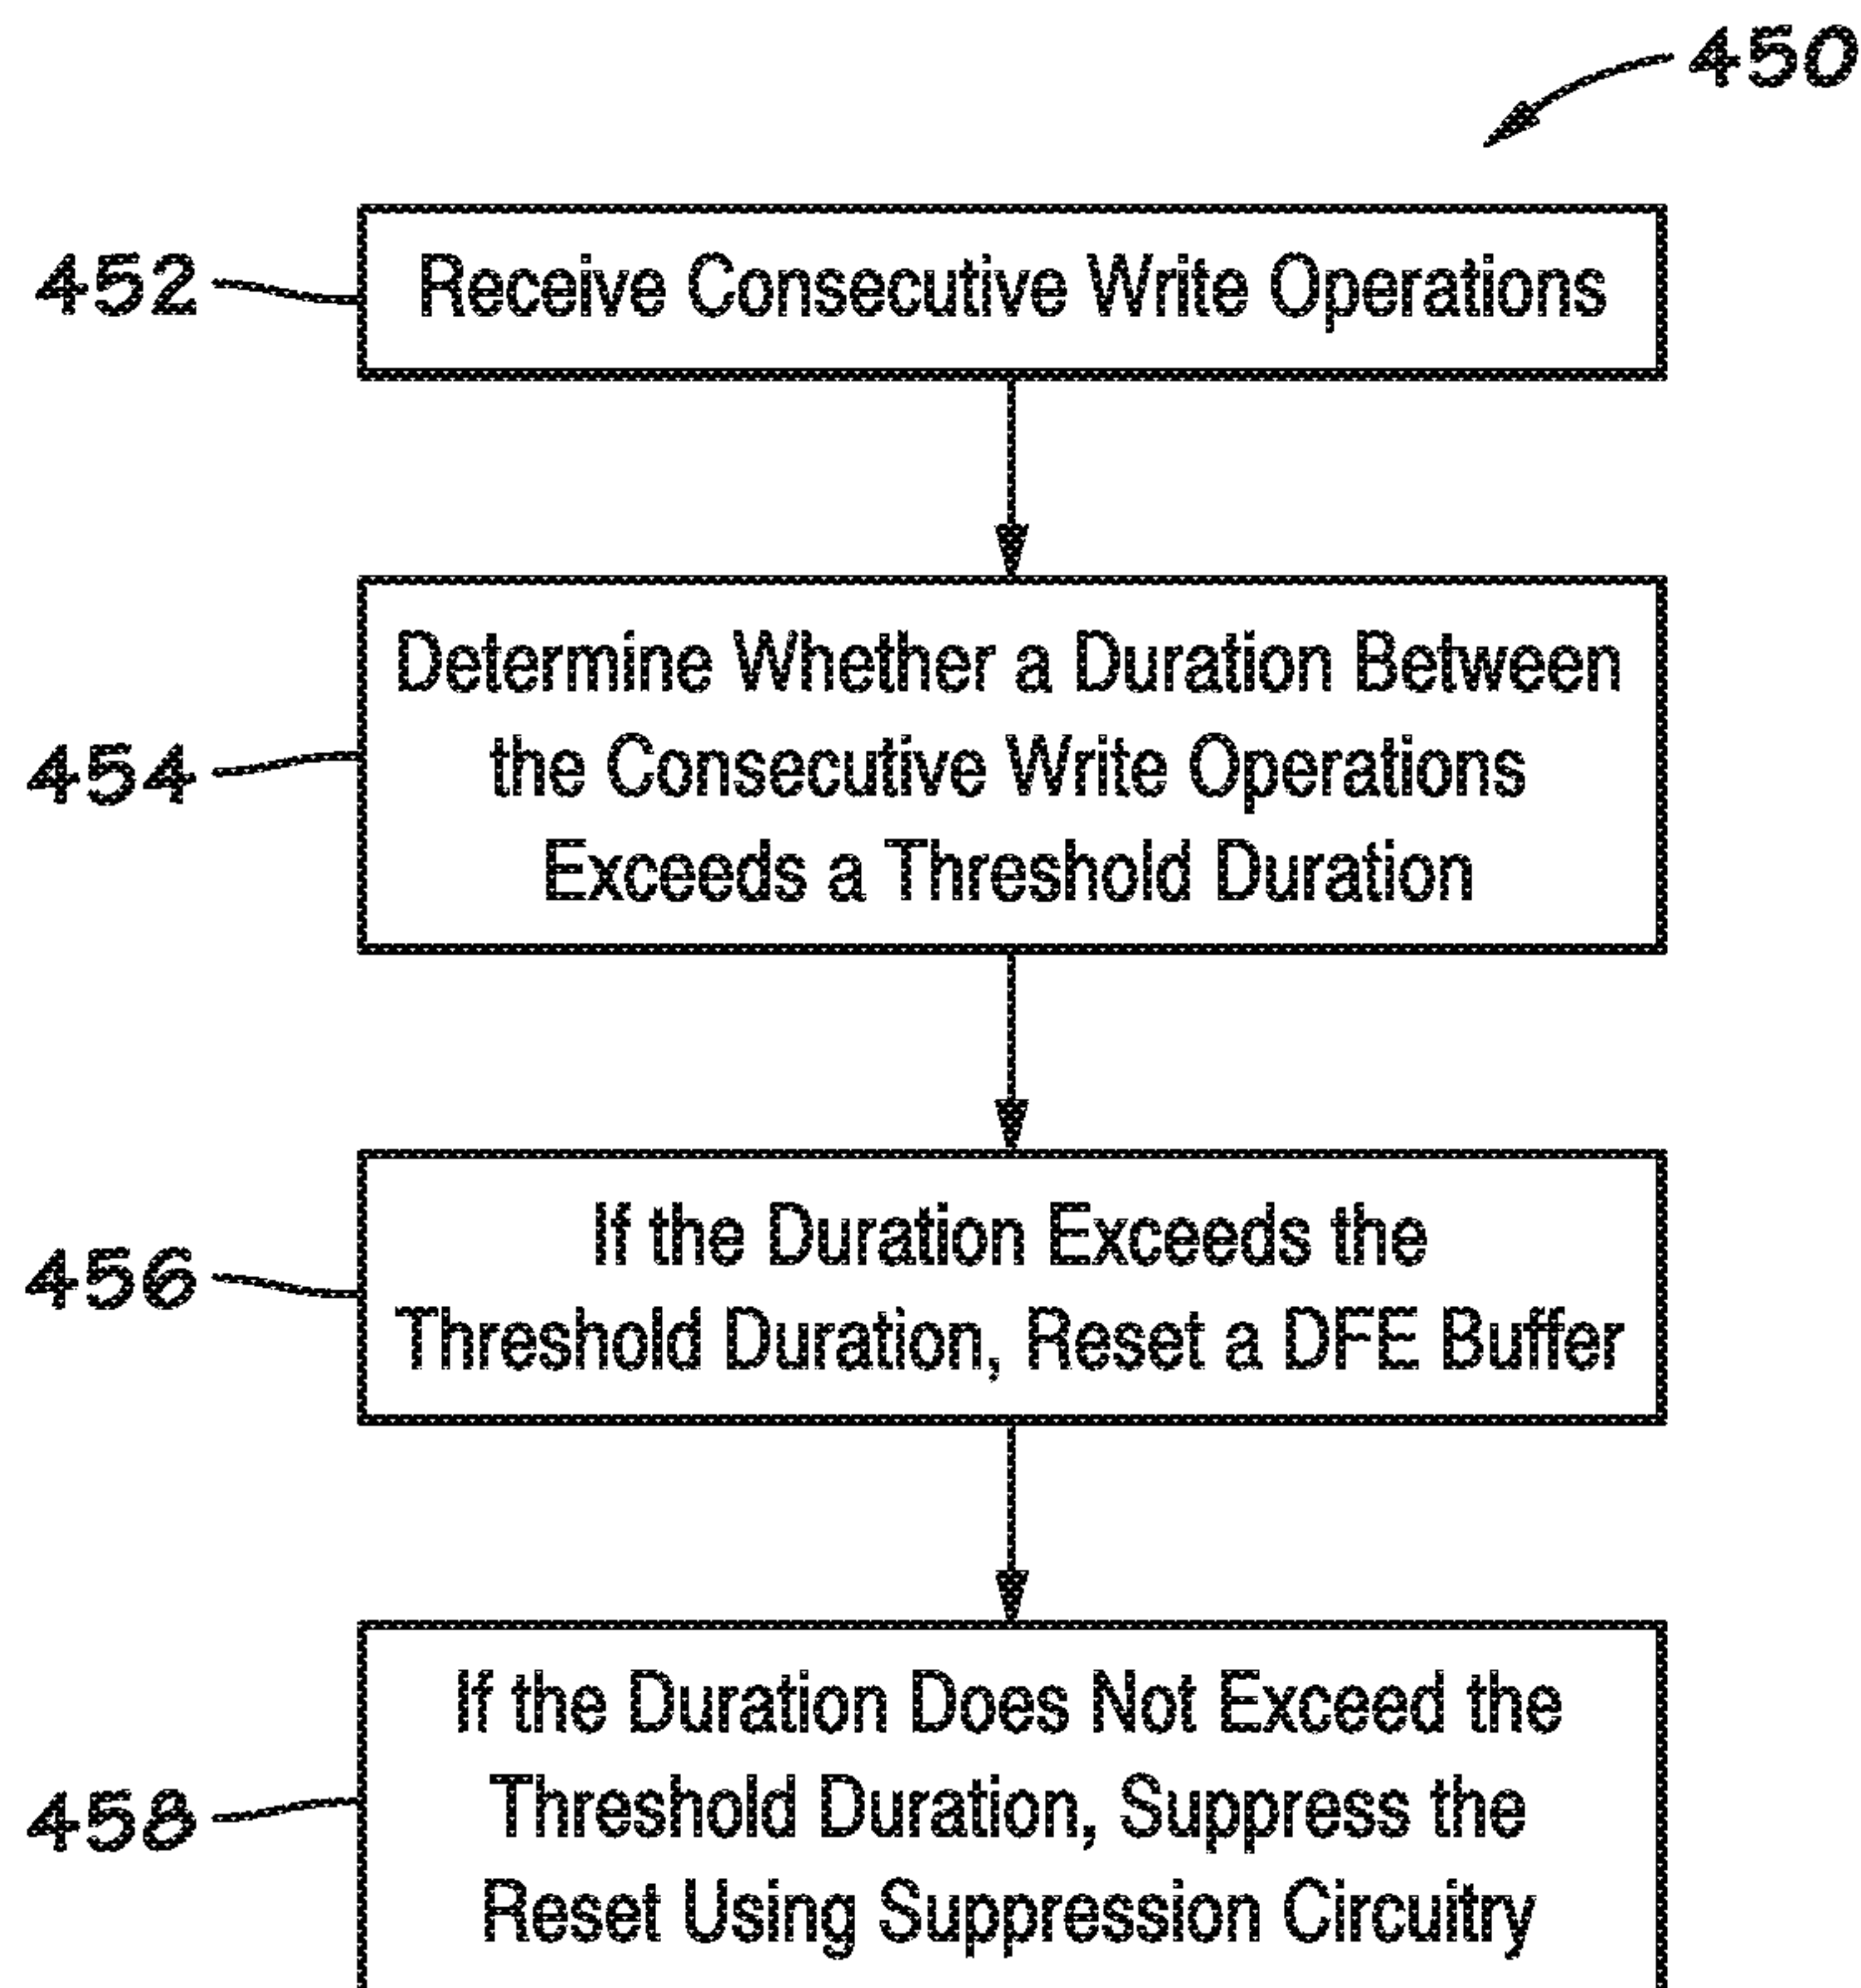 450
452 Receive Consecutive Write Operations
Determine Whether a Duration Between
454 the Consecutive Write Operations
Exceeds a Threshold Duration
If the Duration Exceeds the
456
Threshold Duration, Reset a DFE Buffer
If the Duration Does Not Exceed the
458 Threshold Duration, Suppress the
Reset Using Suppression Circuitry